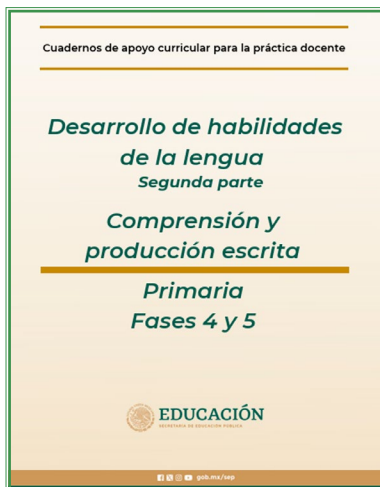 Cuadernos de apoyo curricular para la práctica docente
Desarrollo de habilidades
de la lengua
Segunda parte
Comprensión y
producción escrita
Primaria
Fases 4 y 5
EDUCACIÓN
SECRETARÍA DE EDUCACIÓN PÚBLICA
gob.mx/sep